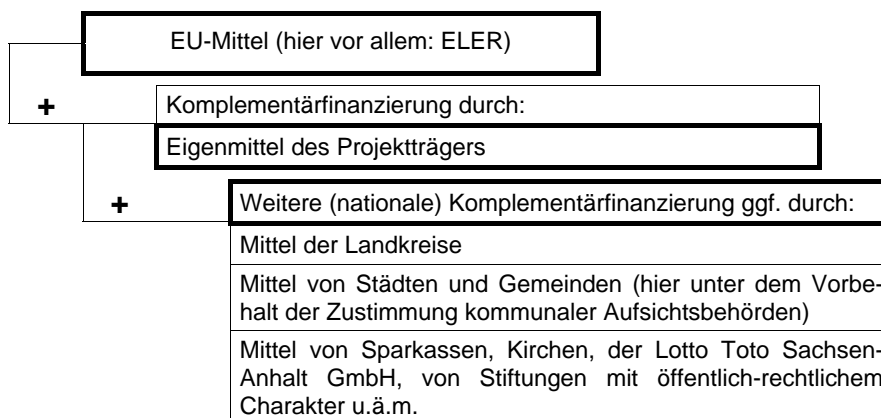 EU-Mittel (hier vor allem: ELER)
+
Komplementärfinanzierung durch:
Eigenmittel des Projektträgers
+
Weitere (nationale) Komplementärfinanzierung ggf. durch:
Mittel der Landkreise
Mittel von Städten und Gemeinden (hier unter dem Vorbe-
halt der Zustimmung kommunaler Aufsichtsbehörden)
Mittel von Sparkassen, Kirchen, der Lotto Toto Sachsen-
Anhalt GmbH, von Stiftungen mit öffentlich-rechtlichem
Charakter u.ä.m.